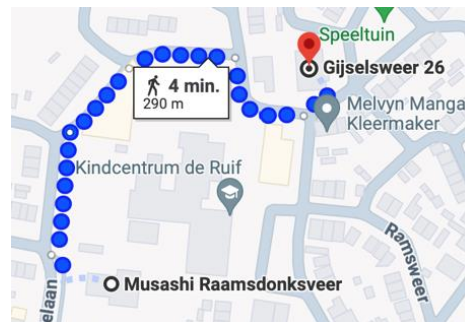 Speeltuin
Gijselsweer 26
4 min.
290 m
Melvyn Manga
Kleermaker
Kindcentrum de Ruif
Ramsweer
Musashi Raamsdonksveer
elaan